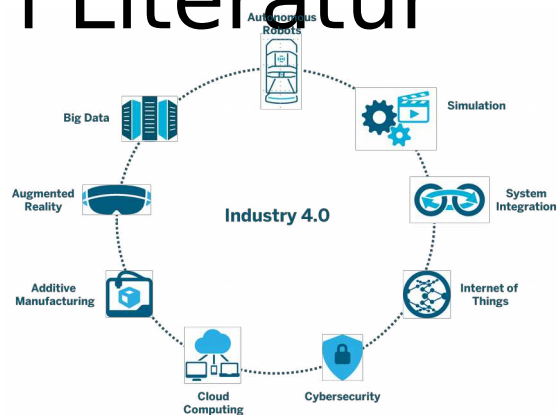 Literatur
Autonomous
Robots
Simulation
Big Data
System
Integration
Augmented
Reality
Industry 4.0
Additive
Manufacturing
Internet of
Things
Cloud
Computing
Cybersecurity